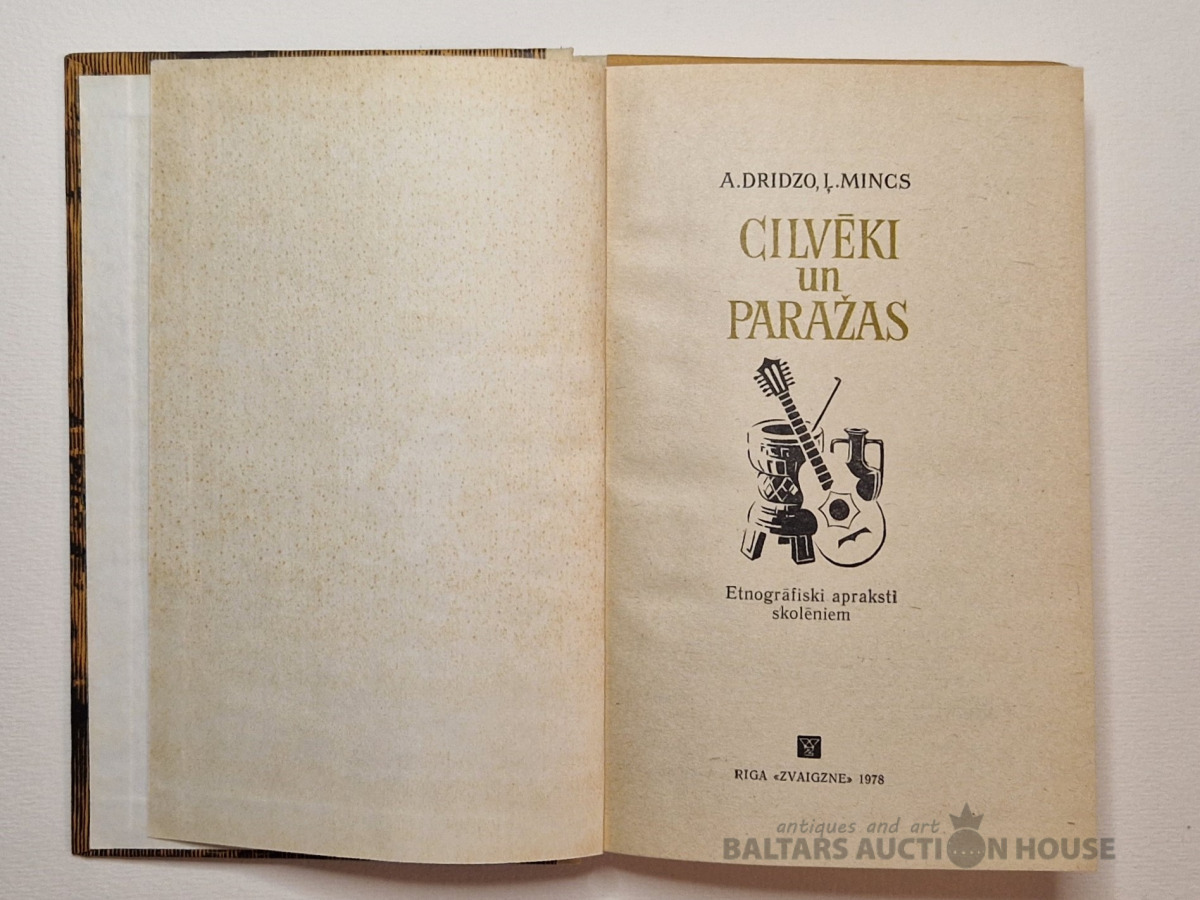 A.DRIDZO, Ļ.MINCS
CILVĒKI
un
PARAŽAS
Etnogrāfiski apraksti
skolēniem
RIGA «ZVAIGZNE» 1978
antiques and art
BALTARS AUCTION HOUSE